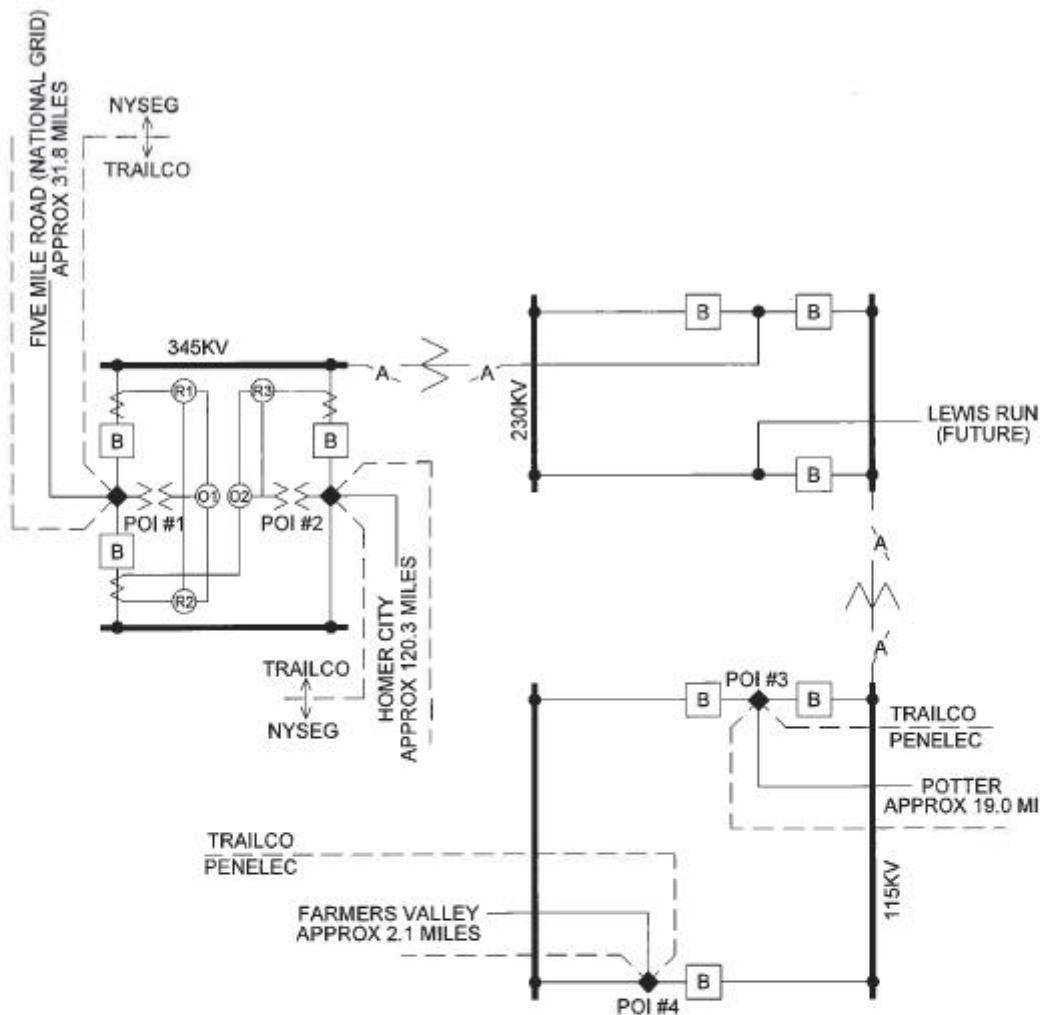 FIVE MILE ROAD (NATIONAL GRID)
APPROX 31.8 MILES
NYSEG
TRAILCO
345KV
A
A
R1
R3
B
B
POI #1
O1
O2
POI #2
B
R2
TRAILCO
NYSEG
HOMER CITY
APPROX 120.3 MILES
230KV
B
B
LEWIS RUN
(FUTURE)
B
A
A
POI #3
B
B
TRAILCO
PENELEC
POTTER
APPROX 19.0 MI
115KV
TRAILCO
PENELEC
FARMERS VALLEY
APPROX 2.1 MILES
B
POI #4